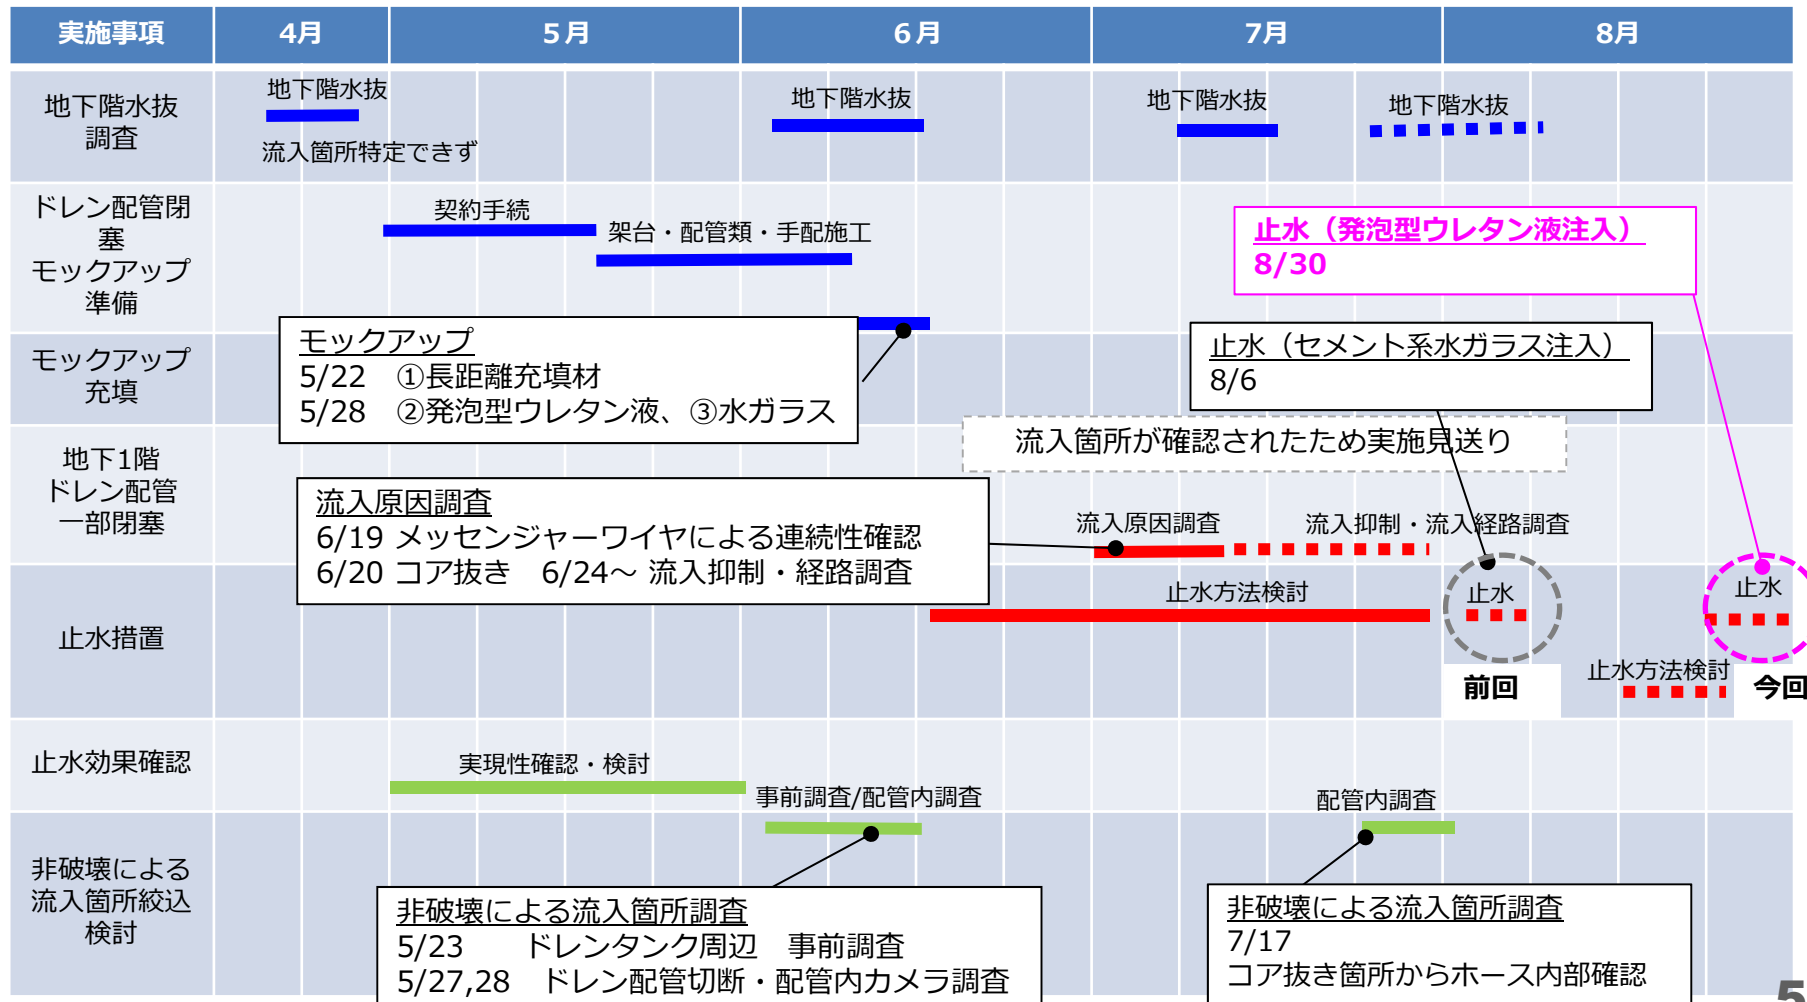 実施事項
4月
5月
6月
7月
8月
地下階水抜
調査
地下階水抜
流入箇所特定できず
地下階水抜
地下階水抜
地下階水抜
ドレン配管閉
塞
モックアップ
準備
契約手続
架台・配管類・手配施工
止水（発泡型ウレタン液注入）
8/30
モックアップ
充填
モックアップ
5/22 ①長距離充填材
5/28 ②発泡型ウレタン液、③水ガラス
止水（セメント系水ガラス注入）
8/6
流入箇所が確認されたため実施見送り
地下1階
ドレン配管
一部閉塞
流入原因調査
6/19 メッセンジャーワイヤによる連続性確認
6/20 コア抜き 6/24～ 流入抑制・経路調査
流入原因調査
流入抑制・流入経路調査
止水措置
止水方法検討
止水
前回
止水方法検討
止水
今回
止水効果確認
実現性確認・検討
事前調査/配管内調査
配管内調査
非破壊による
流入箇所絞込
検討
非破壊による流入箇所調査
5/23 ドレンタンク周辺 事前調査
5/27,28 ドレン配管切断・配管内カメラ調査
非破壊による流入箇所調査
7/17
コア抜き箇所からホース内部確認
5